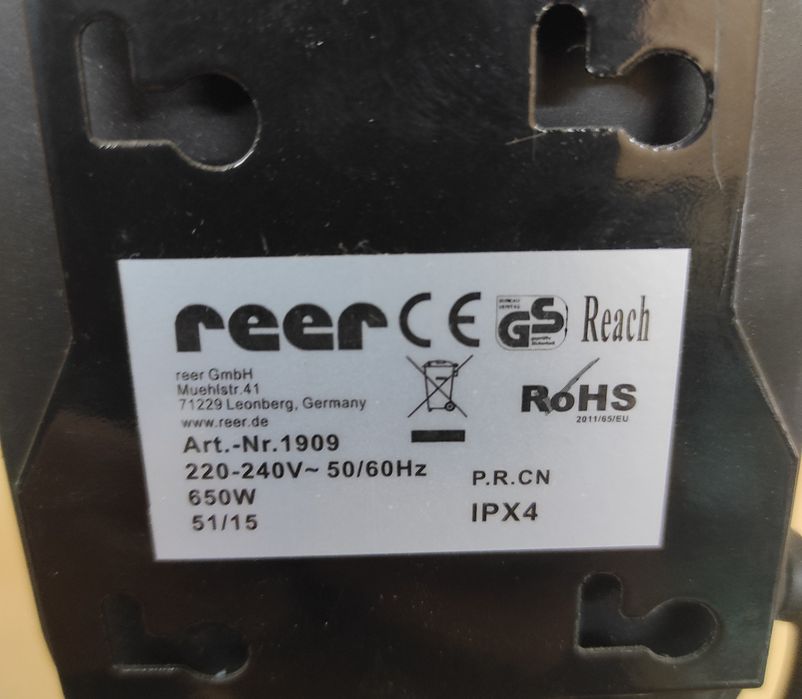 reer CE GS Reach
reer GmbH
Muehlstr.41
71229 Leonberg, Germany
www.reer.de
RoHS
2011/65/EU
Art.-Nr.1909
220-240V~ 50/60Hz
P.R.CN
650W
IPX4
51/15